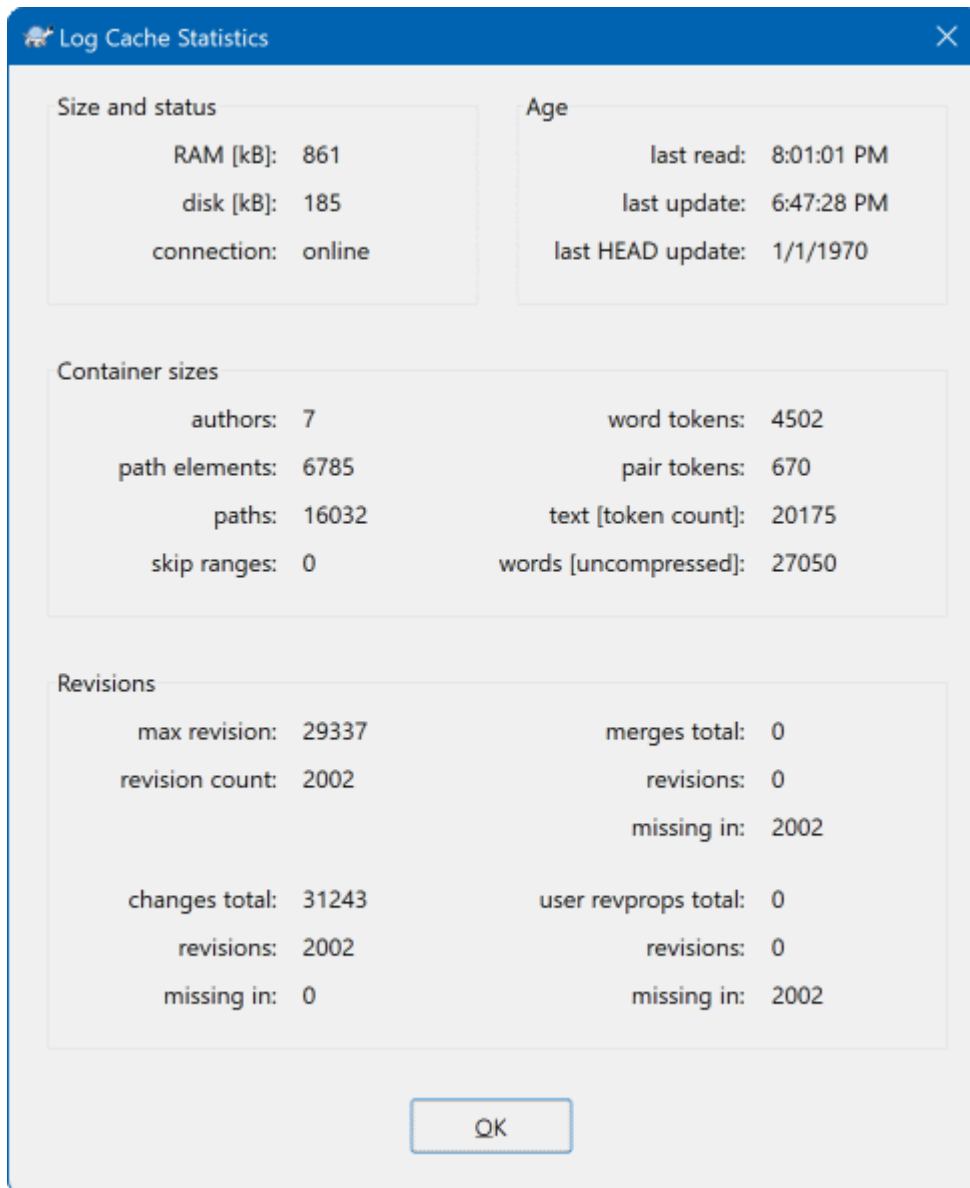 Log Cache Statistics
Size and status
RAM [kB]: 861
disk [kB]: 185
connection: online
Age
last read: 8:01:01 PM
last update: 6:47:28 PM
last HEAD update: 1/1/1970
Container sizes
authors: 7
path elements: 6785
paths: 16032
skip ranges: 0
word tokens: 4502
pair tokens: 670
text [token count]: 20175
words [uncompressed]: 27050
Revisions
max revision: 29337
revision count: 2002
changes total: 31243
revisions: 2002
missing in: 0
merges total: 0
revisions: 0
missing in: 2002
user revprops total: 0
revisions: 0
missing in: 2002
OK